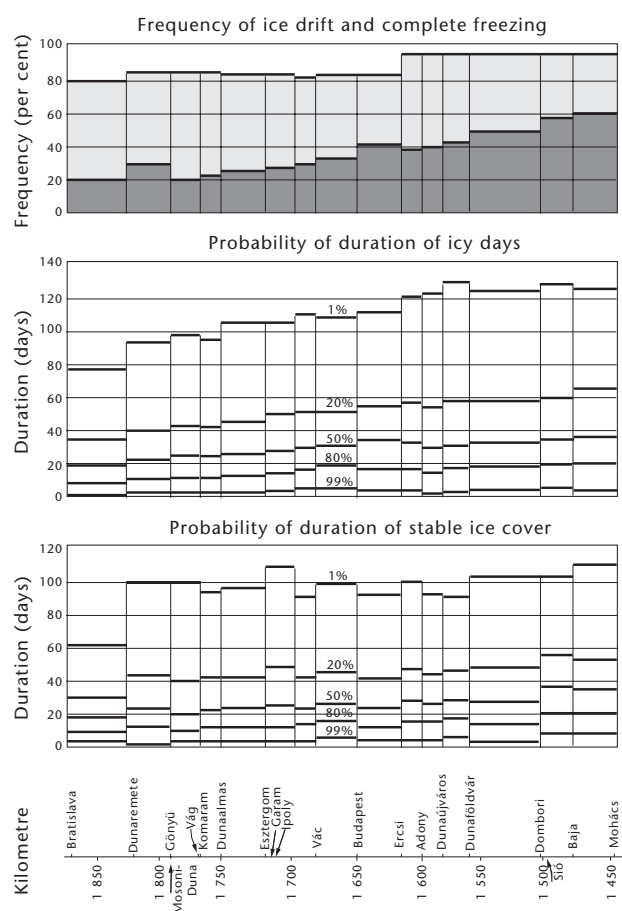 Frequency of ice drift and complete freezing
Frequency (per cent)
100
80
60
40
20
0
Probability of duration of icy days
Duration (days)
140
120
100
80
60
40
20
0
1%
20%
50%
80%
99%
Probability of duration of stable ice cover
Duration (days)
120
100
80
60
40
20
0
1%
20%
50%
80%
99%
Kilometre
Bratislava
Dunaremete
Gönyü
Vág
Komaram
Dunaalmas
Esztergom
Garam
Ipoly
Vác
Budapest
Ercsi
Adony
Dunaújváros
Dunaföldvár
Dombori
Baja
Mohács
1 850
1 800
Mosoni-
Duna
1 750
1 700
1 650
1 600
1 550
1 500
Sió
1 450